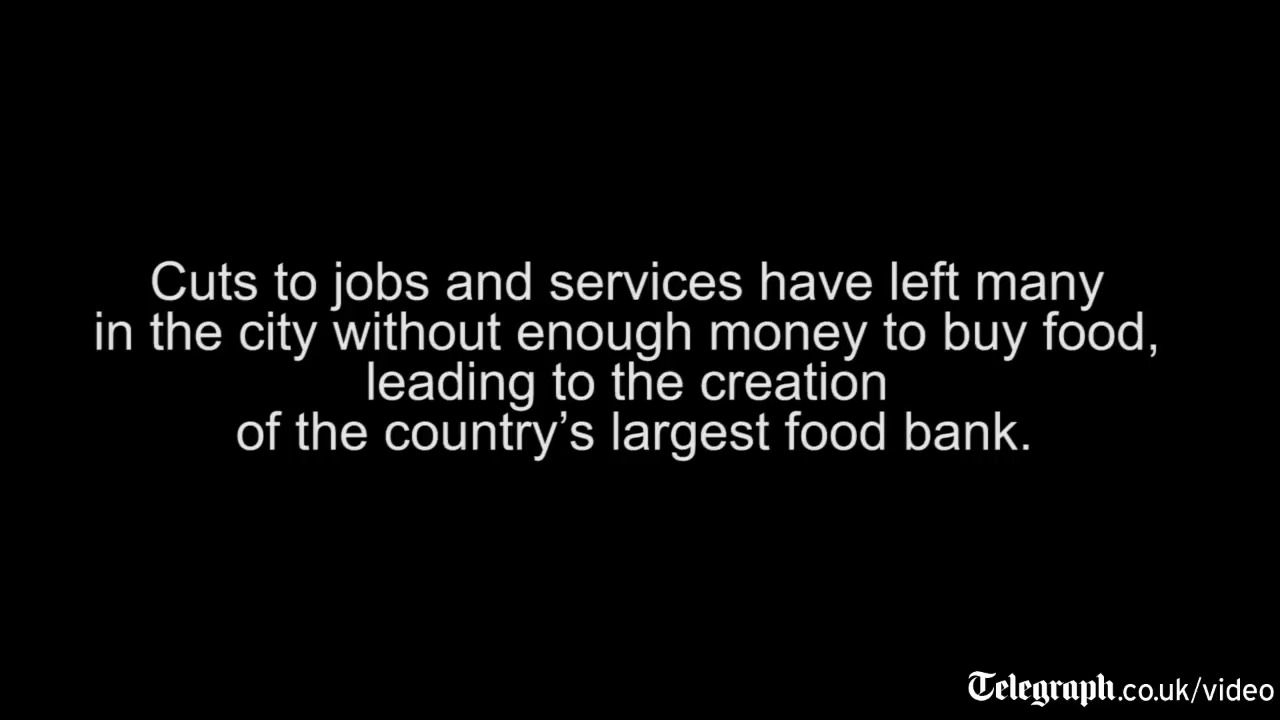 Cuts to jobs and services have left many
in the city without enough money to buy food,
leading to the creation
of the country’s largest food bank.
Telegraph.co.uk/video